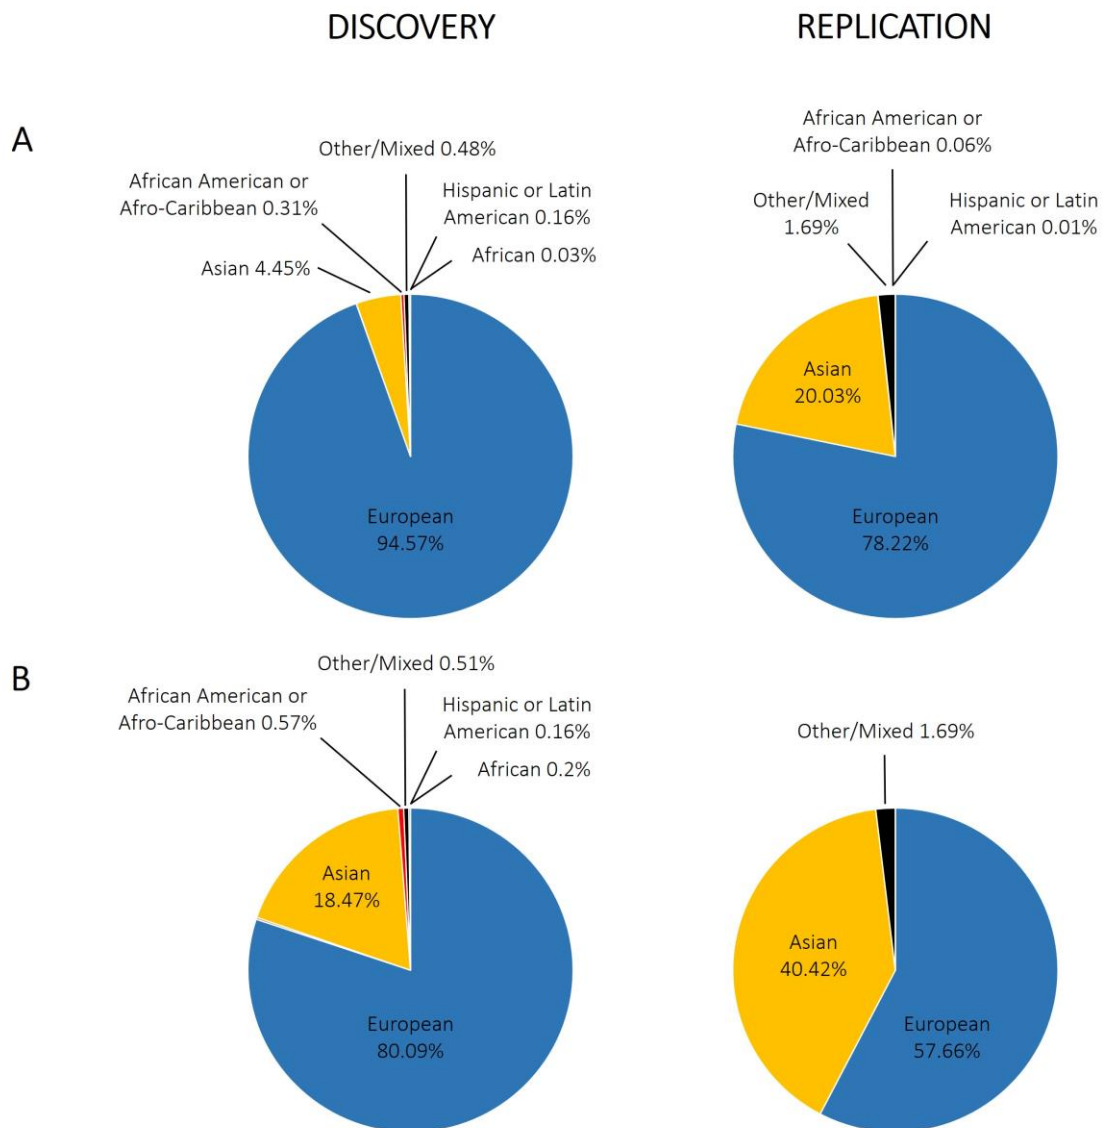 DISCOVERY
REPLICATION
A
Other/Mixed 0.48%
African American or
Afro-Caribbean 0.31%
Hispanic or Latin
American 0.16%
African 0.03%
Asian 4.45%
European
94.57%
African American or
Afro-Caribbean 0.06%
Other/Mixed
1.69%
Hispanic or Latin
American 0.01%
Asian
20.03%
European
78.22%
B
Other/Mixed 0.51%
African American or
Afro-Caribbean 0.57%
Hispanic or Latin
American 0.16%
African 0.2%
Asian
18.47%
European
80.09%
Other/Mixed 1.69%
Asian
40.42%
European
57.66%